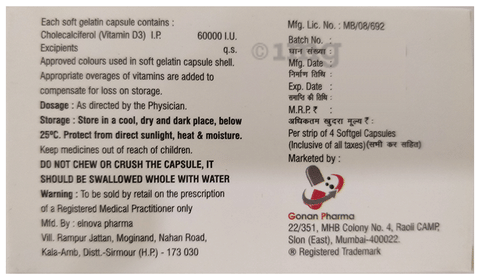 Each soft gelatin capsule contains :
Cholecalciferol (Vitamin D3) I.P. 60000 I.U.
Excipients q.s.
Approved colours used in soft gelatin capsule shell.
Appropriate overages of vitamins are added to
compensate for loss on storage.
Dosage : As directed by the Physician.
Storage : Store in a cool, dry and dark place, below
25ºC. Protect from direct sunlight, heat & moisture.
Keep medicines out of reach of children.
DO NOT CHEW OR CRUSH THE CAPSULE, IT
SHOULD BE SWALLOWED WHOLE WITH WATER
Warning : To be sold by retail on the prescription
of a Registered Medical Practitioner only
Mfd. By : elnova pharma
Vill. Rampur Jattan, Moginand, Nahan Road,
Kala-Amb, Distt.-Sirmour (H.P.) - 173 030
Mfg. Lic. No. : MB/08/692
Batch No. :
घान संख्या :
Mfg. Date :
निर्माण तिथि :
Exp. Date :
समाप्ति की तिथि :
M.R.P. ₹ :
अधिकतम खुदरा मूल्य ₹ :
Per strip of 4 Softgel Capsules
(Inclusive of all taxes) (सभी कर सहित)
Marketed by :
Gonan Pharma
22/351, MHB Colony No. 4, Raoli CAMP,
SIon (East), Mumbai-400022.
® Registered Trademark
©1mg